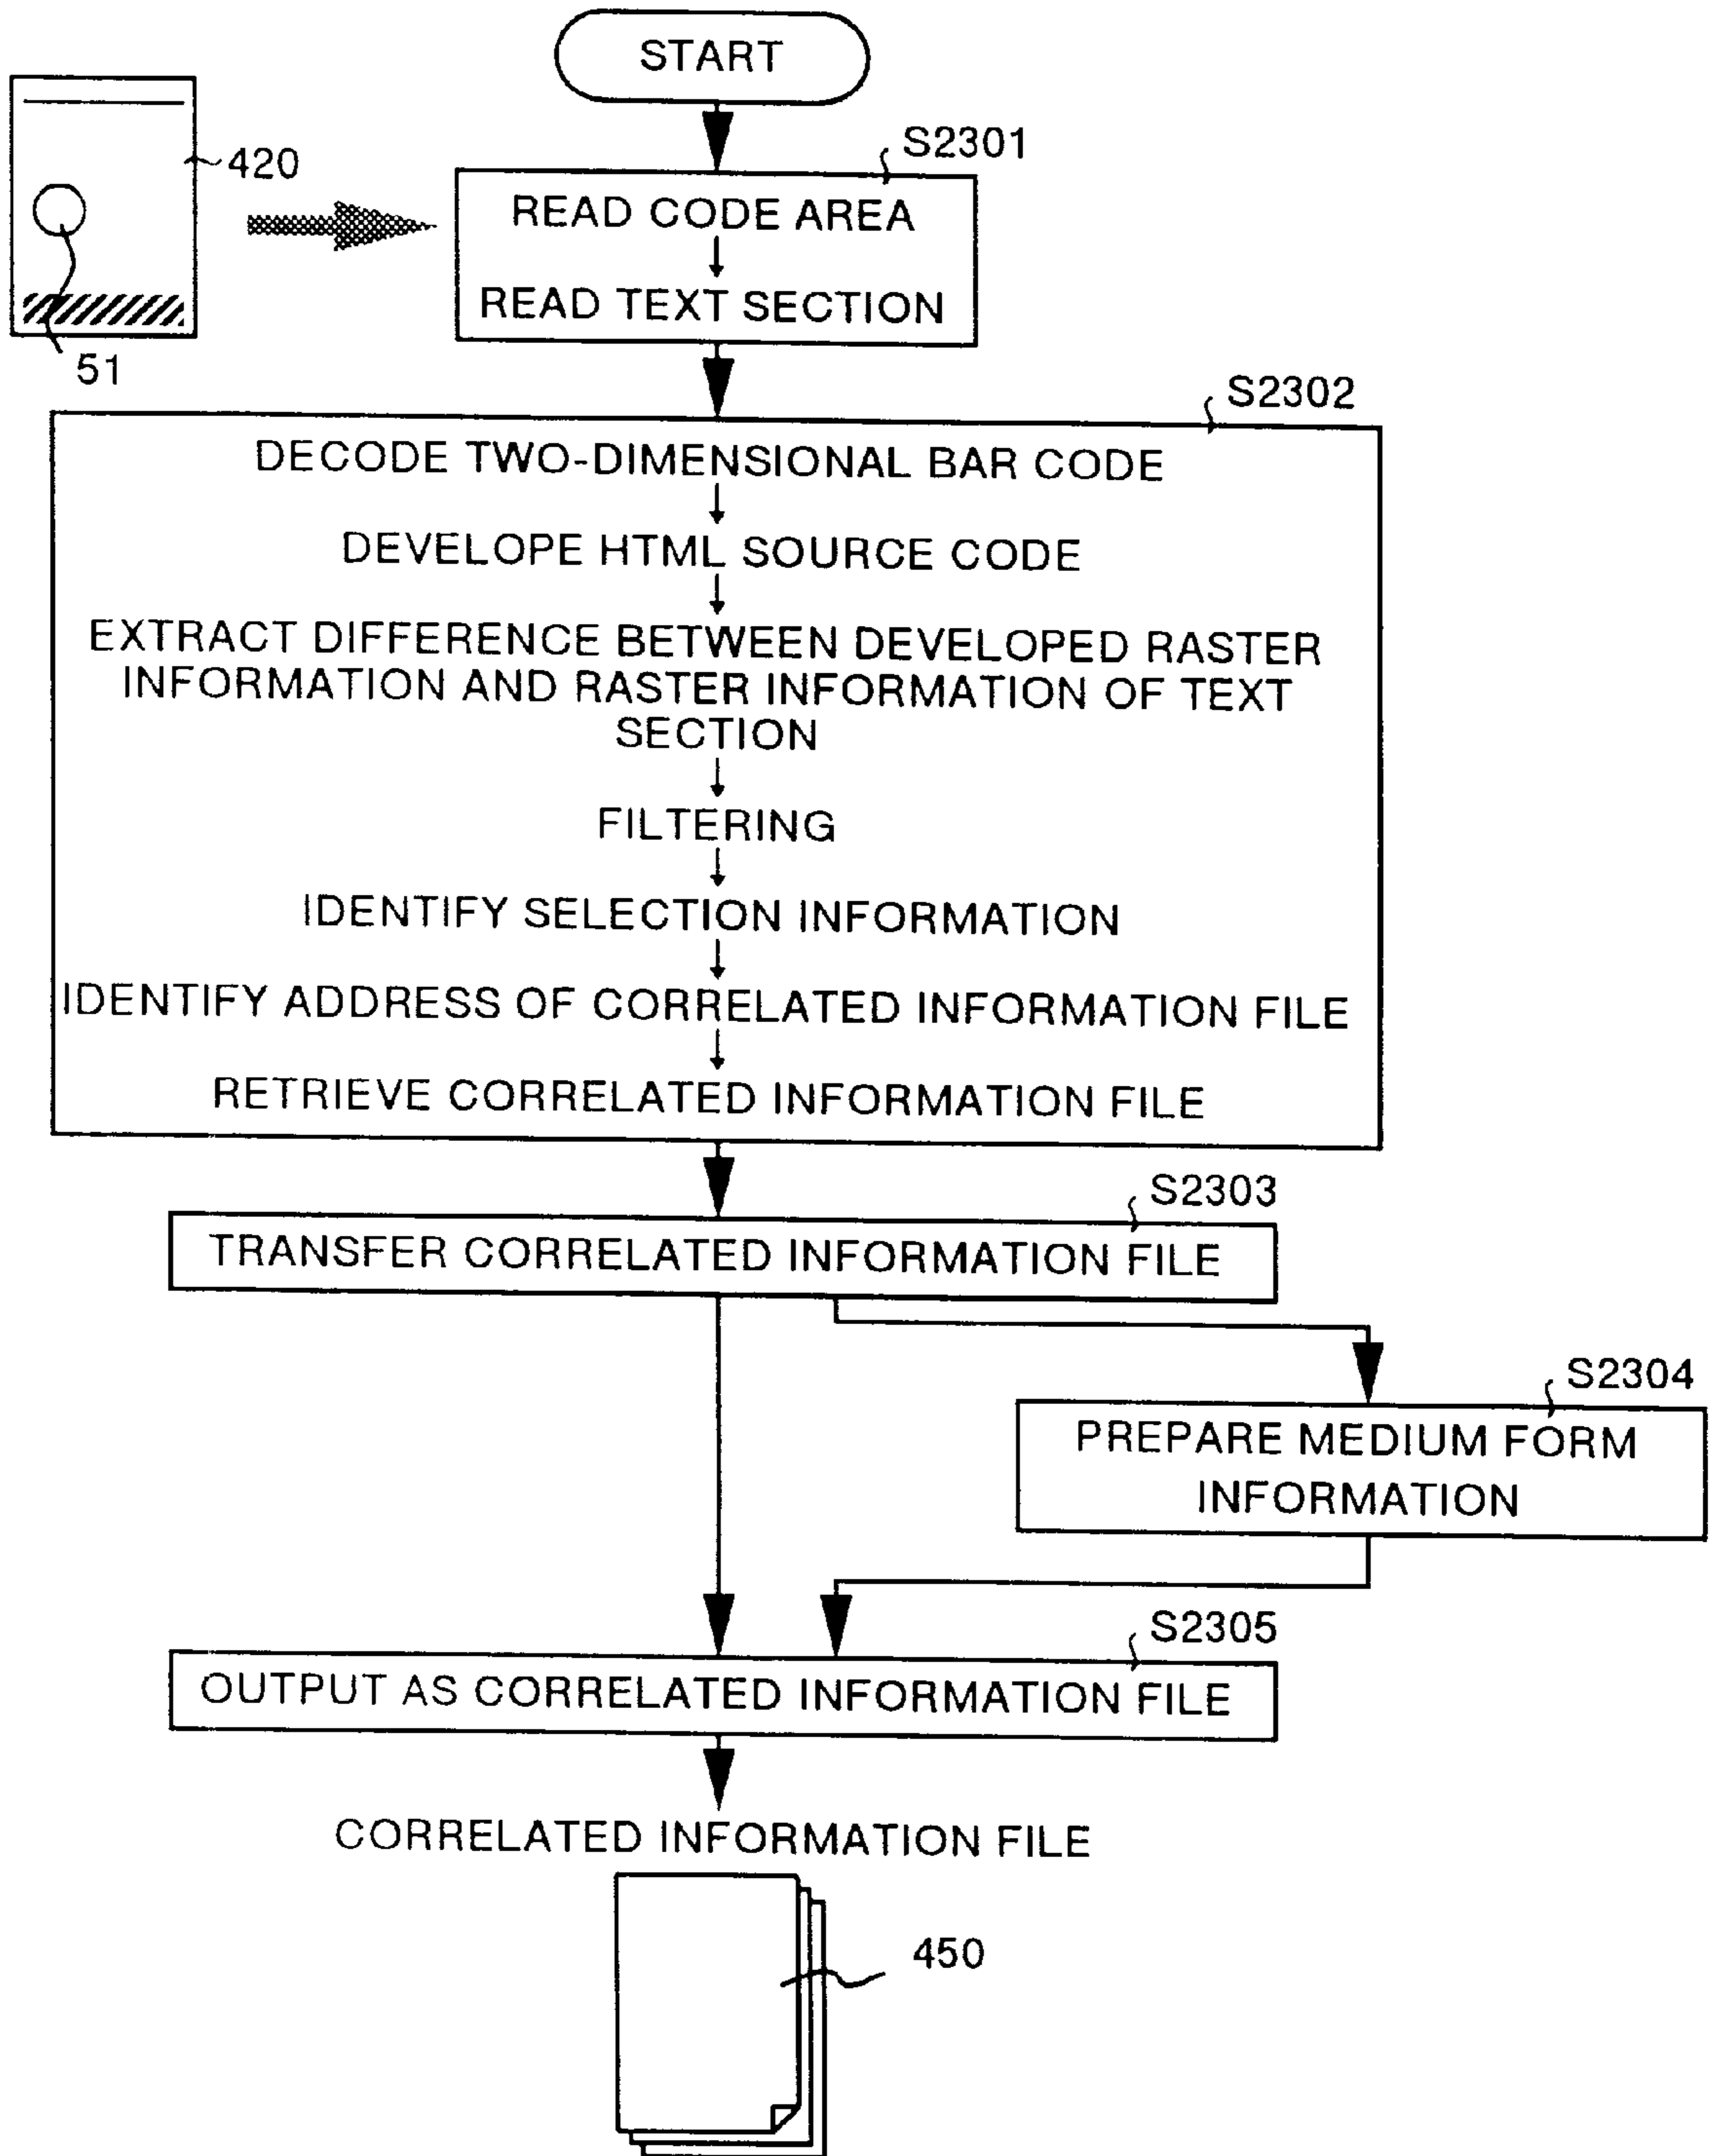 START
420
51
S2301
READ CODE AREA
READ TEXT SECTION
S2302
DECODE TWO-DIMENSIONAL BAR CODE
DEVELOPE HTML SOURCE CODE
EXTRACT DIFFERENCE BETWEEN DEVELOPED RASTER
INFORMATION AND RASTER INFORMATION OF TEXT
SECTION
FILTERING
IDENTIFY SELECTION INFORMATION
IDENTIFY ADDRESS OF CORRELATED INFORMATION FILE
RETRIEVE CORRELATED INFORMATION FILE
S2303
TRANSFER CORRELATED INFORMATION FILE
S2304
PREPARE MEDIUM FORM
INFORMATION
S2305
OUTPUT AS CORRELATED INFORMATION FILE
CORRELATED INFORMATION FILE
450